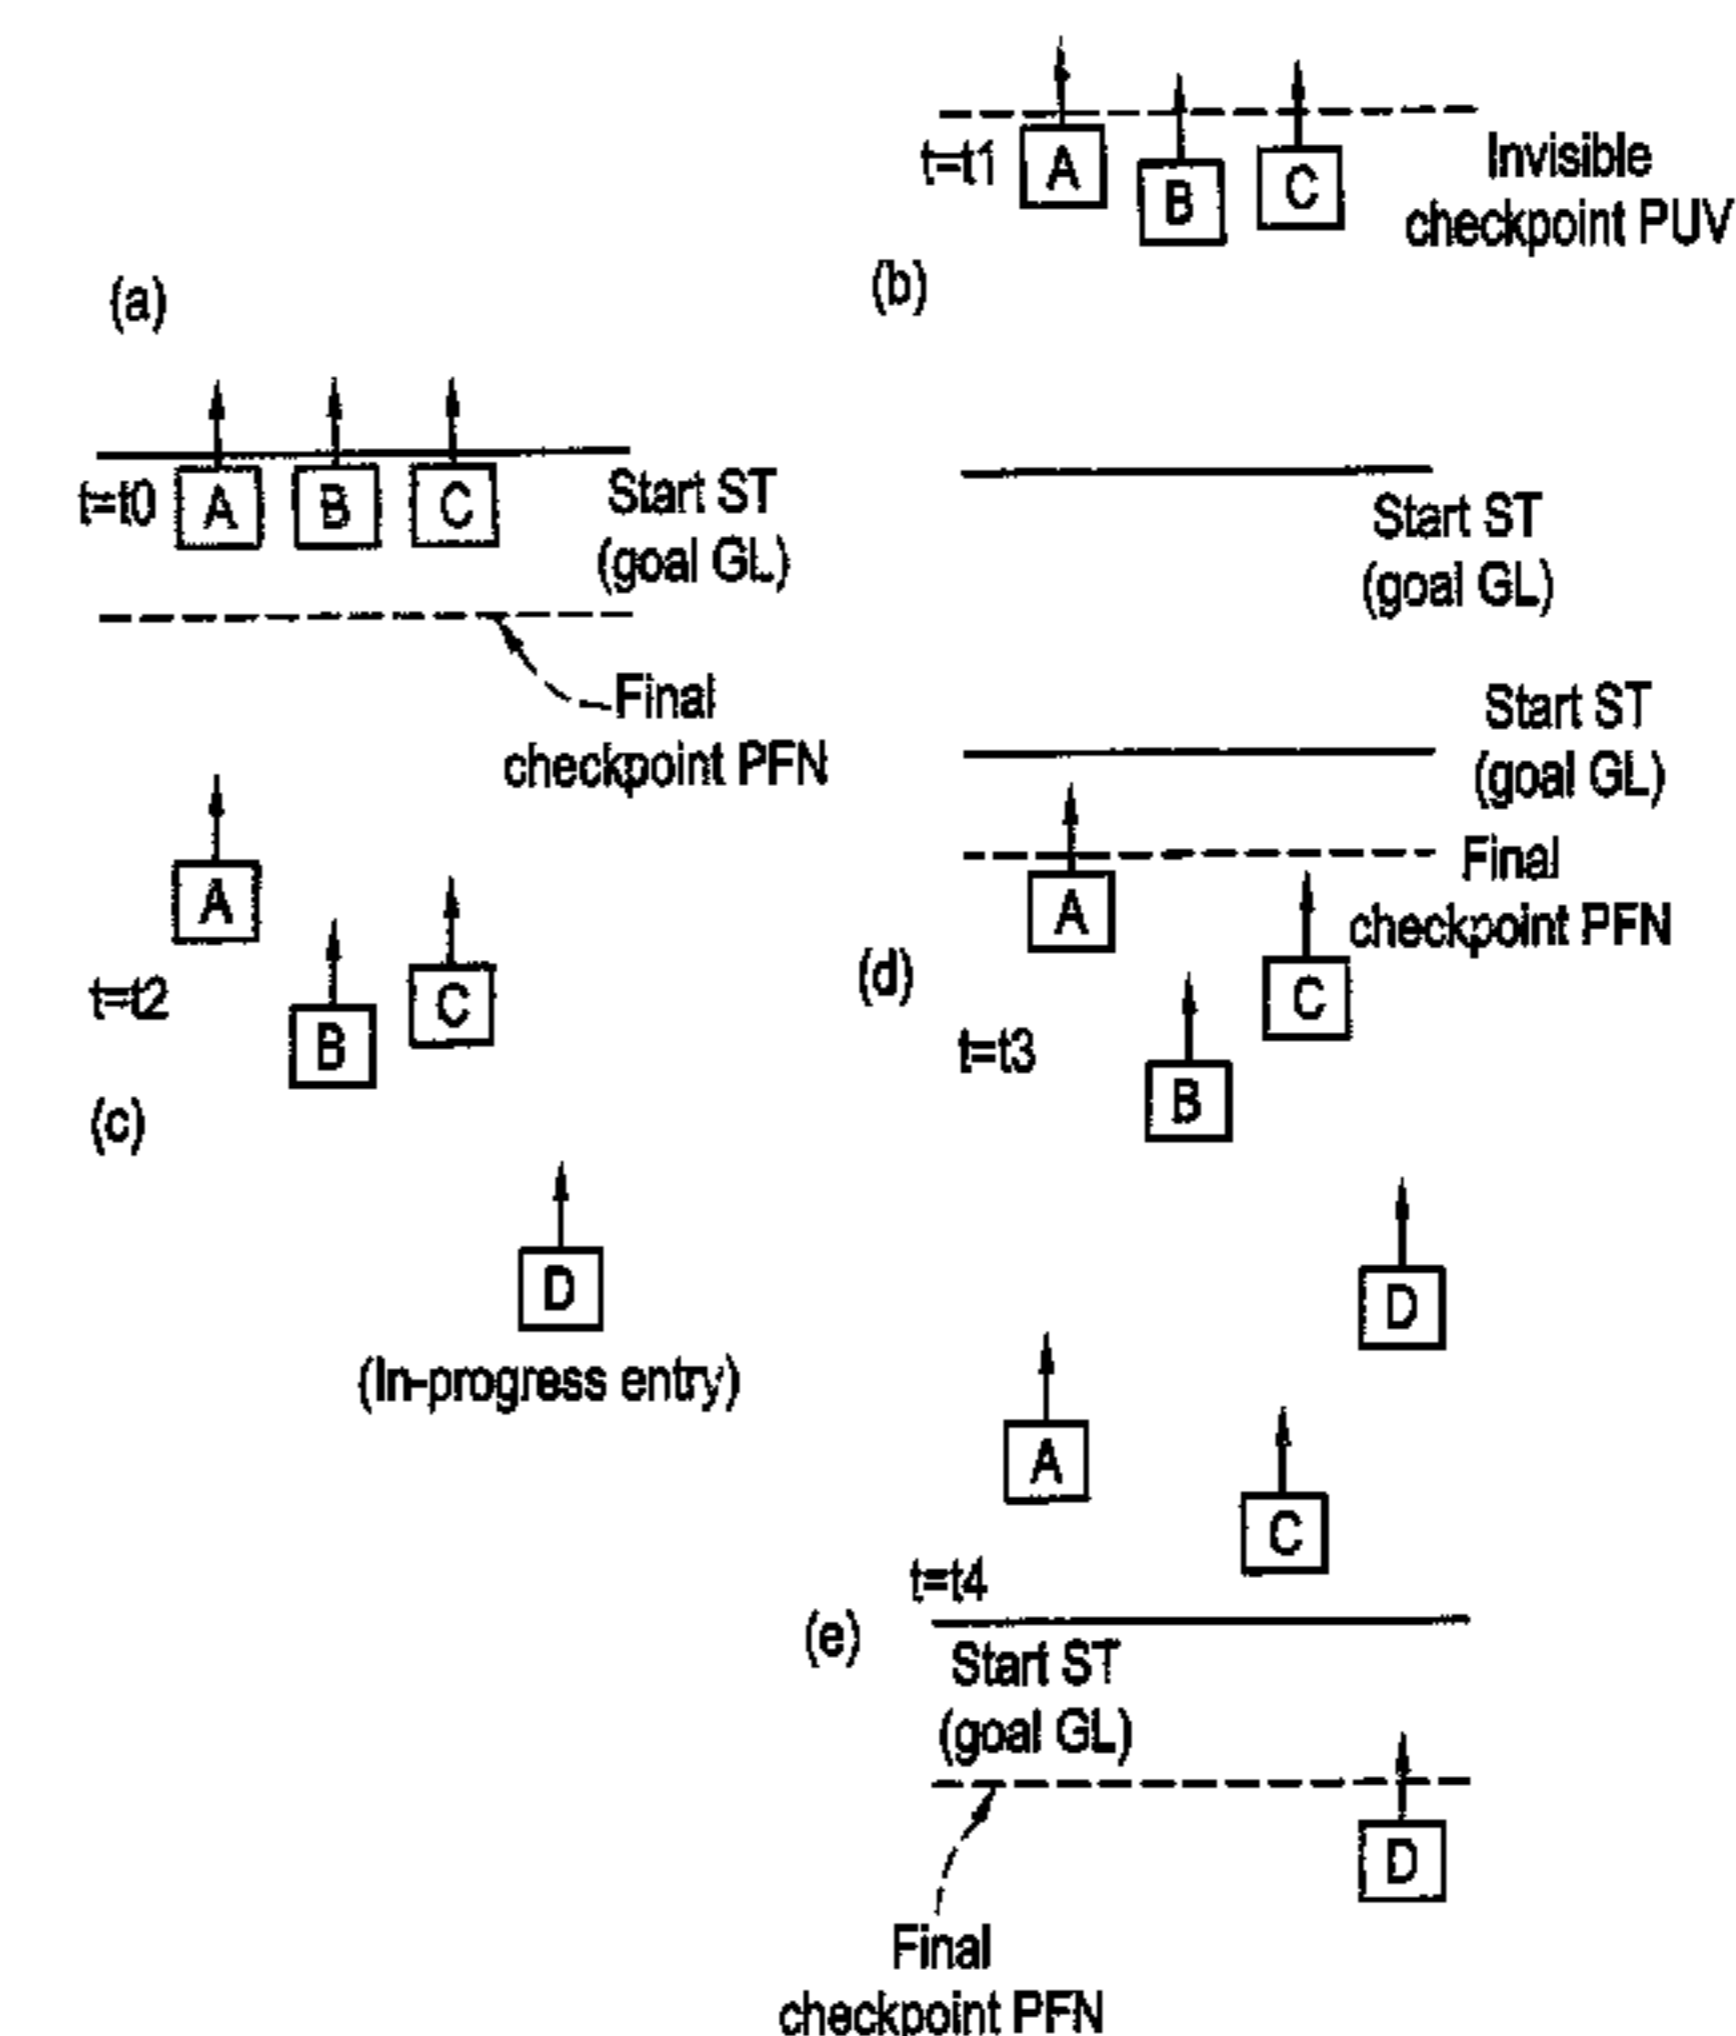 (a)
t=t0
A
B
C
Start ST
(goal GL)
Final
checkpoint PFN
(b)
t=t1
A
B
C
Invisible
checkpoint PUV
Start ST
(goal GL)
(c)
t=t2
A
B
C
D
(In-progress entry)
(d)
t=t3
Start ST
(goal GL)
Final
checkpoint PFN
A
B
C
D
(e)
t=t4
A
C
Start ST
(goal GL)
D
Final
checkpoint PFN